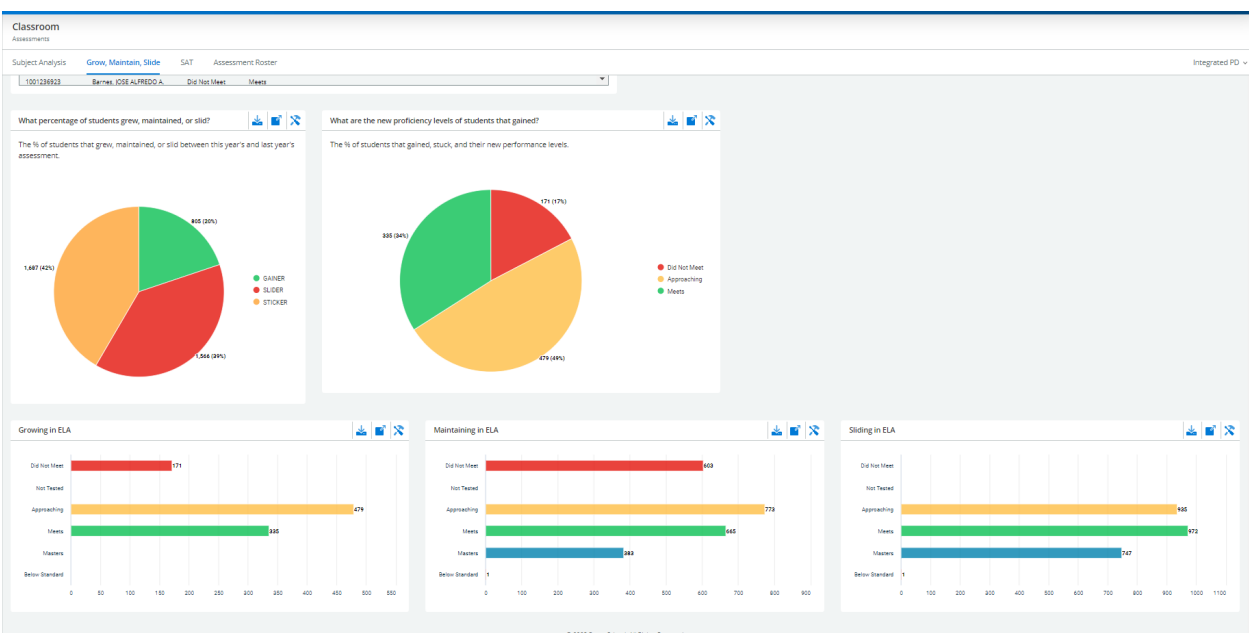 Classroom
Assessments
Subject Analysis Grow, Maintain, Slide SAT Assessment Roster Integrated PD
1001236923 Barnes, JOSE ALFREDO A. Did Not Meet Meets
What percentage of students grew, maintained, or slid?
The % of students that grew, maintained, or slid between this year's and last year's
assessment.
805 (20%)
1,687 (42%)
1,566 (39%)
GAINER
SLIDER
STICKER
What are the new proficiency levels of students that gained?
The % of students that gained, stuck, and their new performance levels.
171 (17%)
335 (34%)
479 (49%)
Did Not Meet
Approaching
Meets
Growing in ELA
Did Not Meet 171
Not Tested
Approaching 479
Meets 335
Masters
Below Standard
0 50 100 150 200 250 300 350 400 450 500 550
Maintaining in ELA
Did Not Meet 603
Not Tested
Approaching 773
Meets 665
Masters 383
Below Standard 1
0 100 200 300 400 500 600 700 800 900
Sliding in ELA
Did Not Meet
Not Tested
Approaching 935
Meets 972
Masters 747
Below Standard 1
0 100 200 300 400 500 600 700 800 900 1000 1100